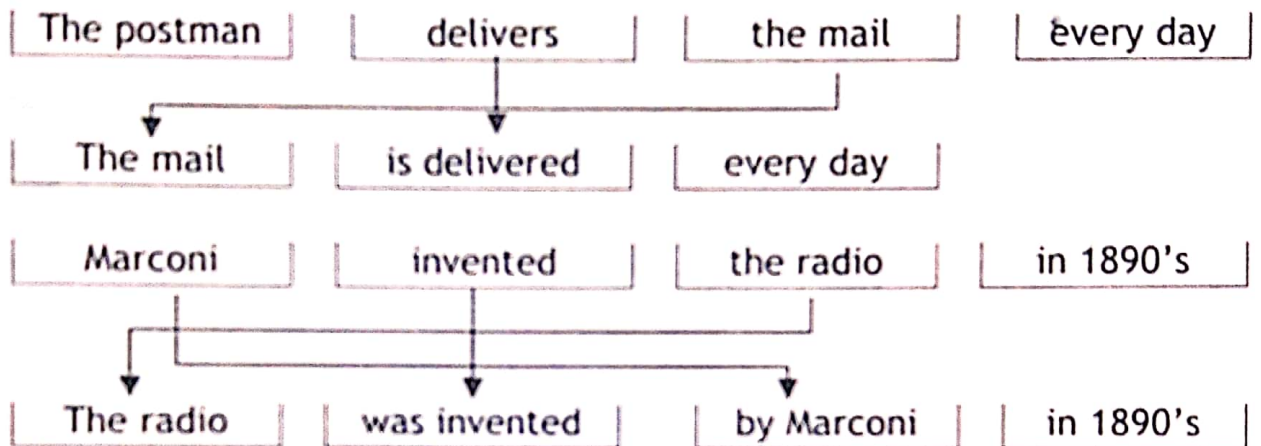 The postman delivers the mail every day
The mail is delivered every day
Marconi invented the radio in 1890's
The radio was invented by Marconi in 1890's